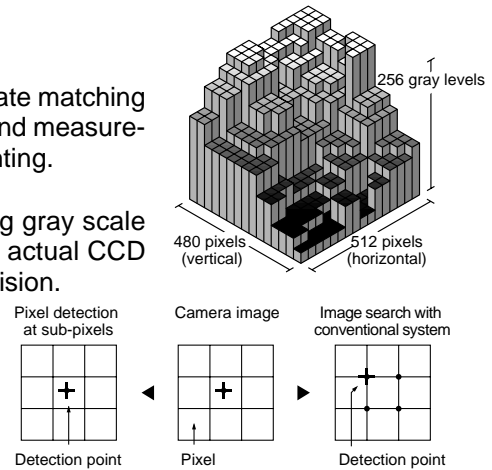 256 gray levels
ate matching
nd measure-
nting.
g gray scale
actual CCD
ision.
480 pixels
(vertical)
512 pixels
(horizontal)
Pixel detection
at sub-pixels
Camera image
Image search with
conventional system
Detection point
Pixel
Detection point